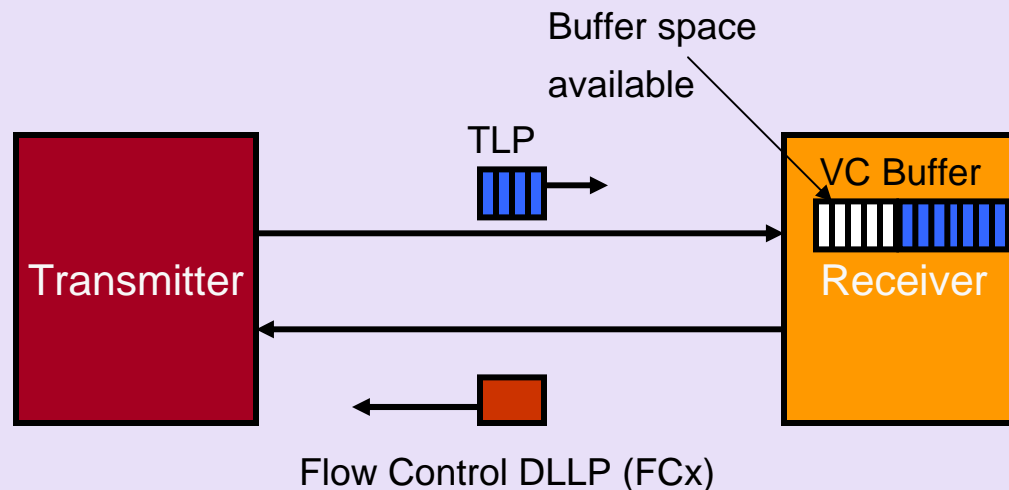 Buffer space
available
TLP
VC Buffer
Transmitter
Receiver
Flow Control DLLP (FCx)